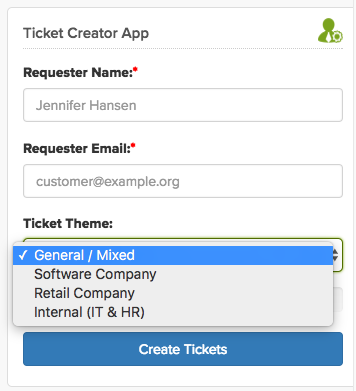 Ticket Creator App
Requester Name:*
Jennifer Hansen
Requester Email:*
customer@example.org
Ticket Theme:
✓ General / Mixed
Software Company
Retail Company
Internal (IT & HR)
Create Tickets